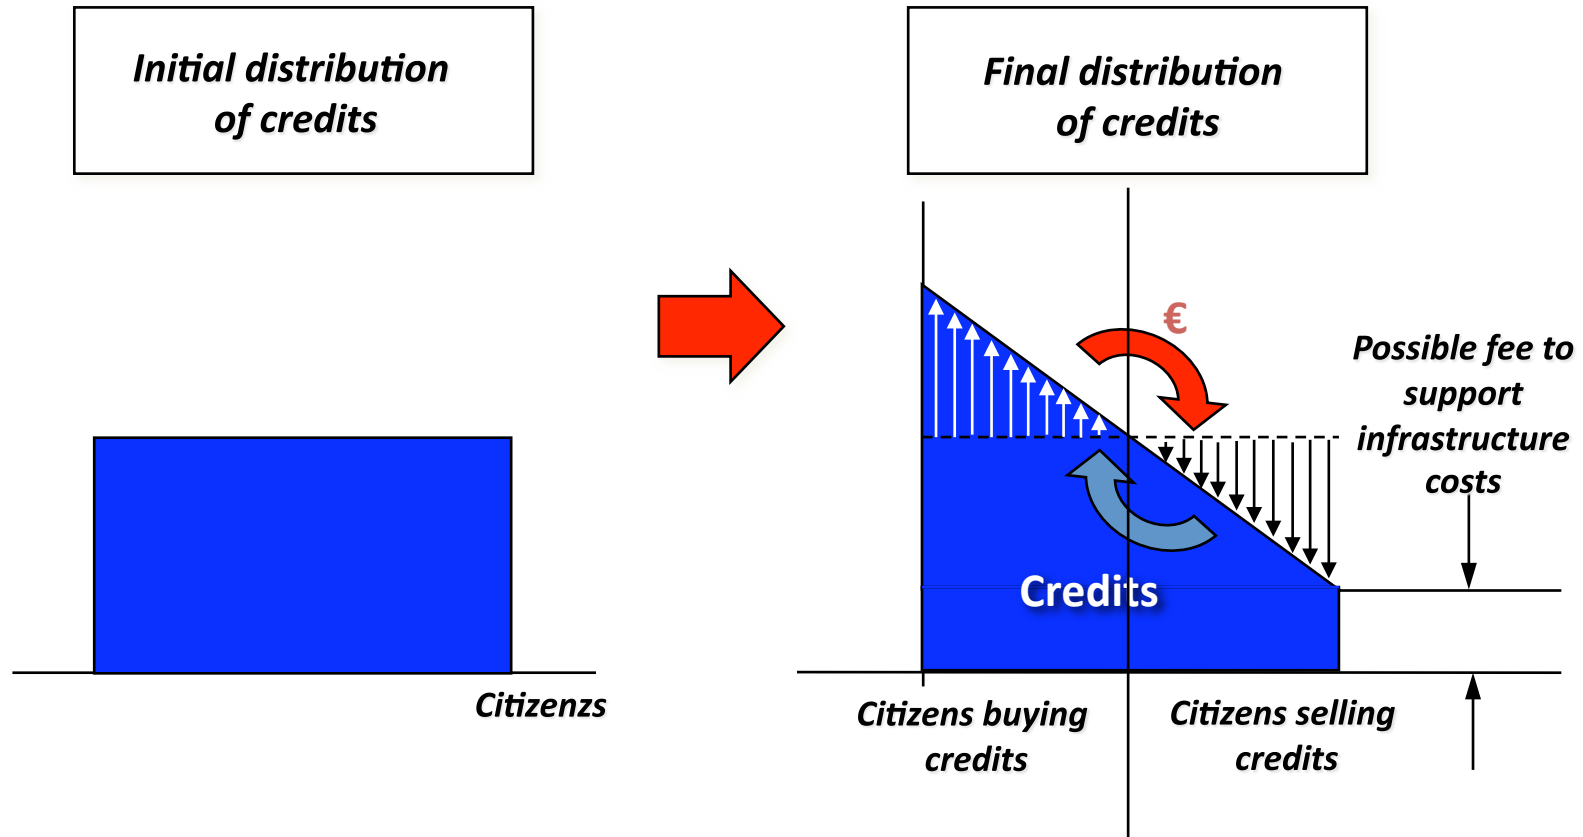 Initial distribution
of credits
Final distribution
of credits
€
Possible fee to
support
infrastructure
costs
Credits
Citizenzs
Citizens buying
credits
Citizens selling
credits